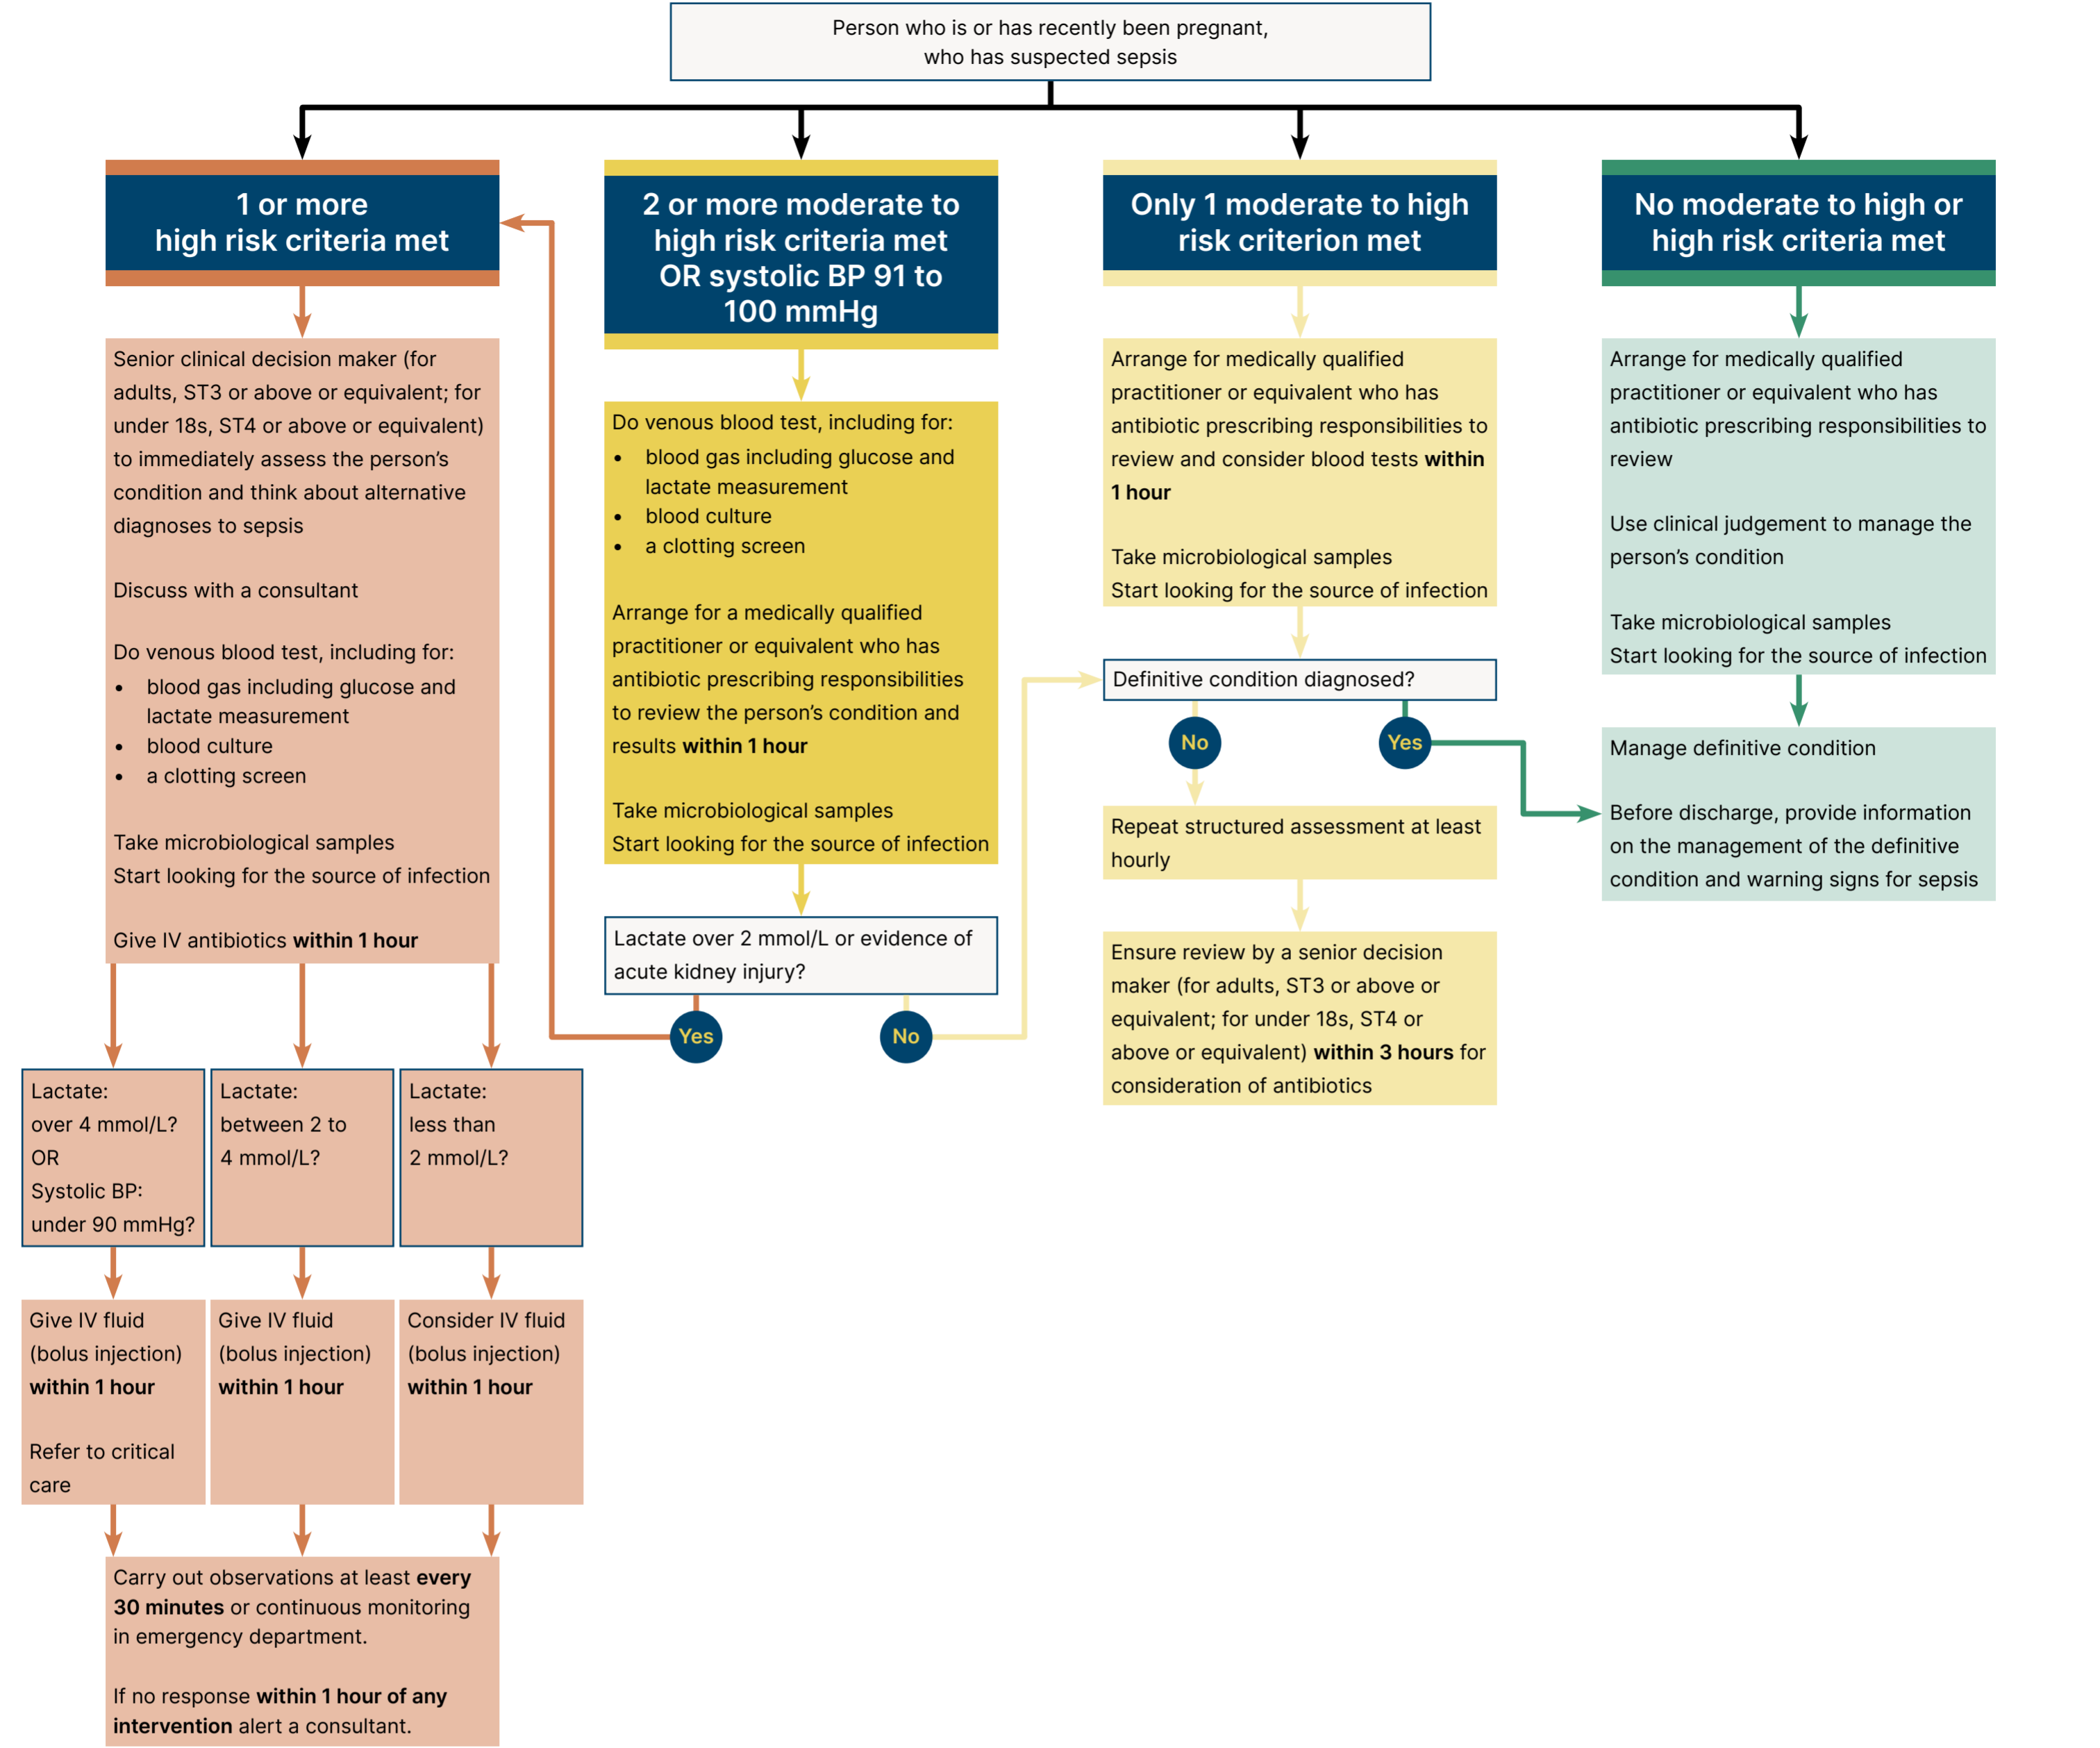 Person who is or has recently been pregnant,
who has suspected sepsis
1 or more
high risk criteria met
Senior clinical decision maker (for
adults, ST3 or above or equivalent; for
under 18s, ST4 or above or equivalent)
to immediately assess the person’s
condition and think about alternative
diagnoses to sepsis
Discuss with a consultant
Do venous blood test, including for:
• blood gas including glucose and
lactate measurement
• blood culture
• a clotting screen
Take microbiological samples
Start looking for the source of infection
Give IV antibiotics within 1 hour
Lactate:
over 4 mmol/L?
OR
Systolic BP:
under 90 mmHg?
Give IV fluid
(bolus injection)
within 1 hour
Refer to critical
care
Lactate:
between 2 to
4 mmol/L?
Give IV fluid
(bolus injection)
within 1 hour
Lactate:
less than
2 mmol/L?
Consider IV fluid
(bolus injection)
within 1 hour
Carry out observations at least every
30 minutes or continuous monitoring
in emergency department.
If no response within 1 hour of any
intervention alert a consultant.
2 or more moderate to
high risk criteria met
OR systolic BP 91 to
100 mmHg
Do venous blood test, including for:
• blood gas including glucose and
lactate measurement
• blood culture
• a clotting screen
Arrange for a medically qualified
practitioner or equivalent who has
antibiotic prescribing responsibilities
to review the person’s condition and
results within 1 hour
Take microbiological samples
Start looking for the source of infection
Lactate over 2 mmol/L or evidence of
acute kidney injury?
Yes
No
Only 1 moderate to high
risk criterion met
Arrange for medically qualified
practitioner or equivalent who has
antibiotic prescribing responsibilities to
review and consider blood tests within
1 hour
Take microbiological samples
Start looking for the source of infection
Definitive condition diagnosed?
No
Yes
Repeat structured assessment at least
hourly
Ensure review by a senior decision
maker (for adults, ST3 or above or
equivalent; for under 18s, ST4 or
above or equivalent) within 3 hours for
consideration of antibiotics
No moderate to high or
high risk criteria met
Arrange for medically qualified
practitioner or equivalent who has
antibiotic prescribing responsibilities to
review
Use clinical judgement to manage the
person’s condition
Take microbiological samples
Start looking for the source of infection
Manage definitive condition
Before discharge, provide information
on the management of the definitive
condition and warning signs for sepsis